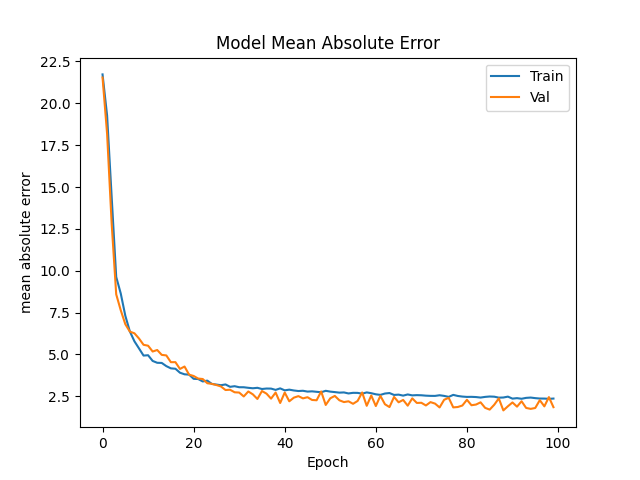 Model Mean Absolute Error
22.5
20.0
17.5
15.0
12.5
10.0
7.5
5.0
2.5
mean absolute error
Train
Val
0 20 40 60 80 100
Epoch